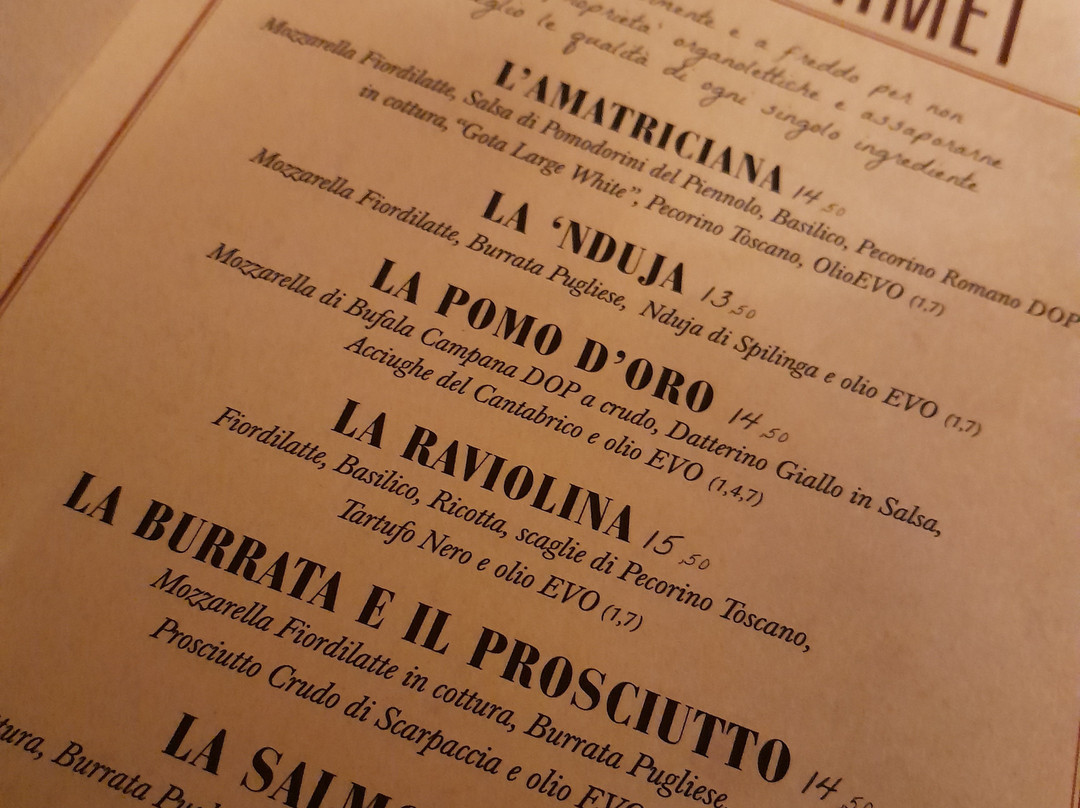 e a freddo per non
proprietà organolettiche e assaporarne
le qualità di ogni singolo ingrediente
L'AMATRICIANA 14,50
Mozzarella Fiordilatte, Salsa di Pomodorini del Piennolo, Basilico, Pecorino Romano DOP
in cottura, “Gota Large White”, Pecorino Toscano, OlioEVO (1,7)
LA ‘NDUJA 13,50
Mozzarella Fiordilatte, Burrata Pugliese, Nduja di Spilinga e olio EVO (1,7)
LA POMO D'ORO 14,50
Mozzarella di Bufala Campana DOP a crudo, Datterino Giallo in Salsa,
Acciughe del Cantabrico e olio EVO (1,4,7)
LA RAVIOLINA 15,50
Fiordilatte, Basilico, Ricotta, scaglie di Pecorino Toscano,
Tartufo Nero e olio EVO (1,7)
LA BURRATA E IL PROSCIUTTO 14,50
Mozzarella Fiordilatte in cottura, Burrata Pugliese,
Prosciutto Crudo di Scarpaccia e olio EVO
LA SALMO
Burrata